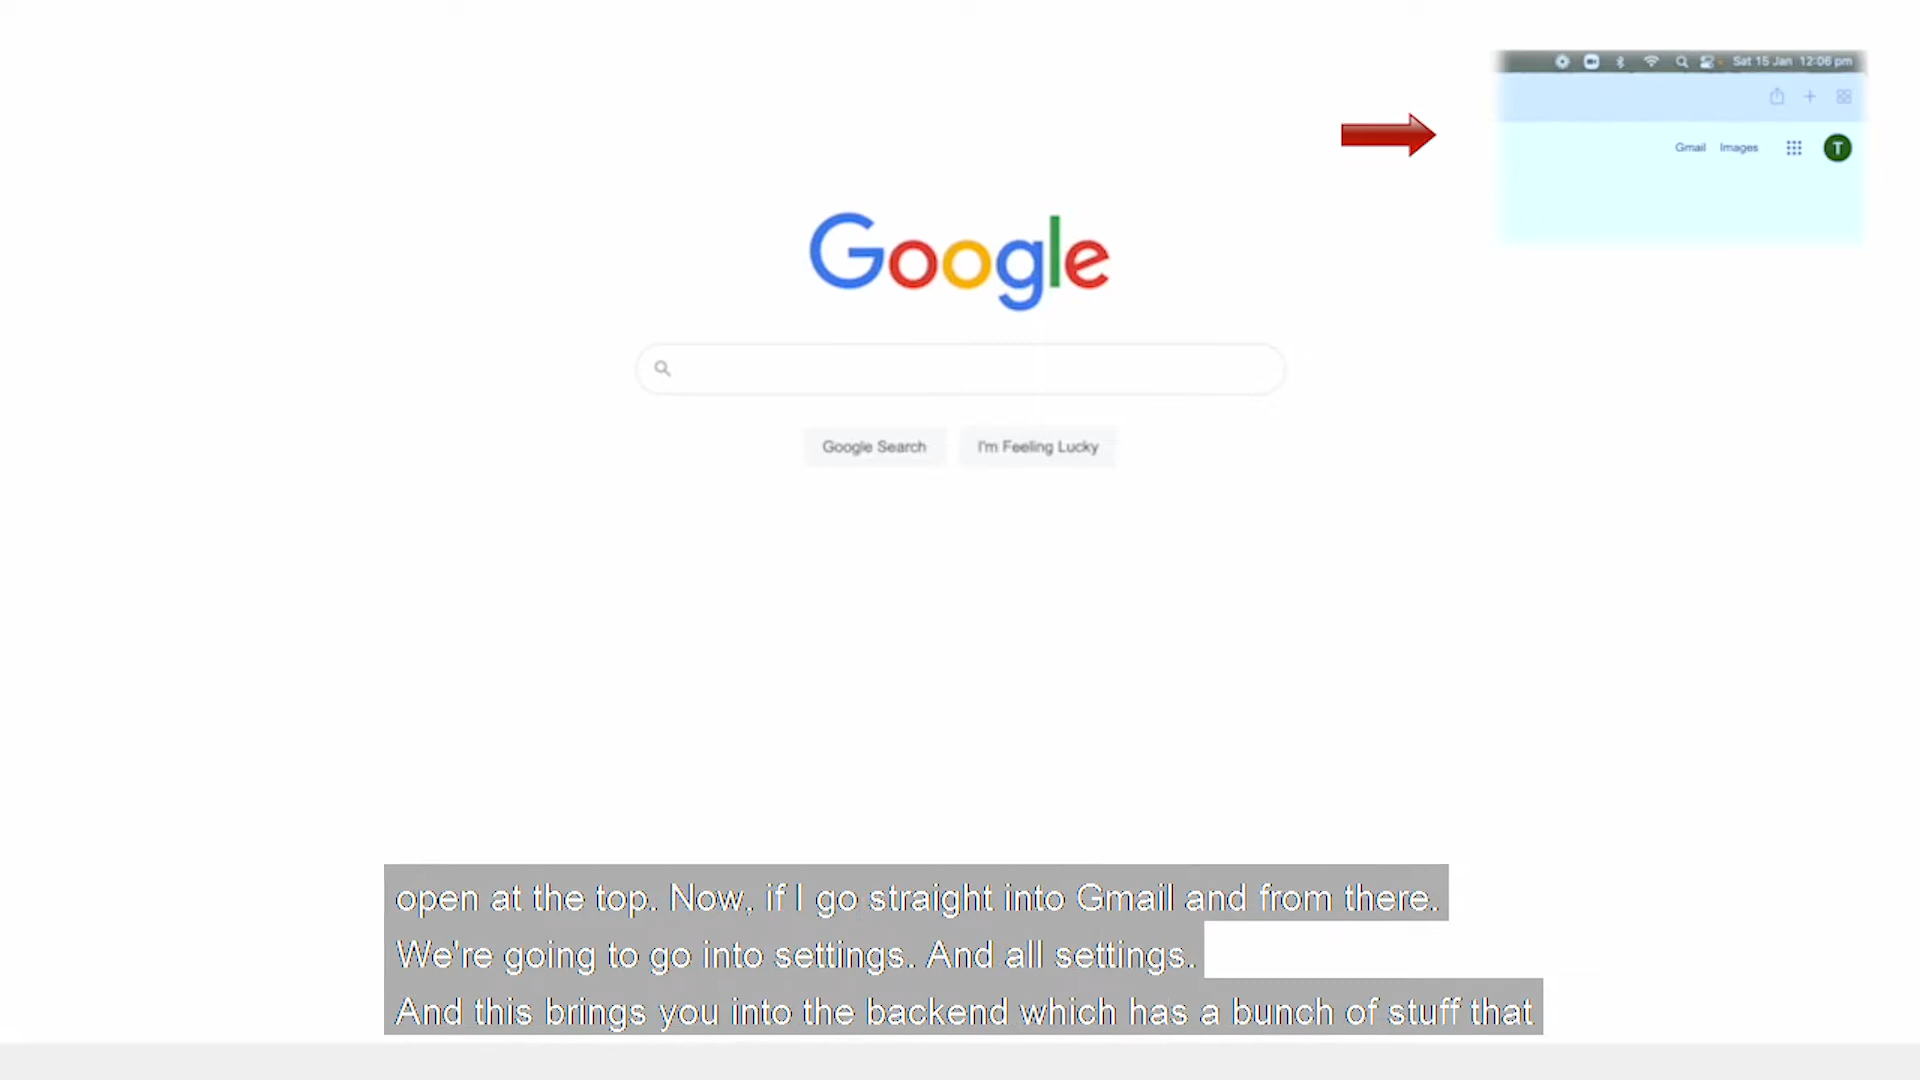 Sat 15 Jan 12:06 pm
Gmail Images
T
Google
Google Search I'm Feeling Lucky
open at the top. Now, if I go straight into Gmail and from there.
We're going to go into settings. And all settings.
And this brings you into the backend which has a bunch of stuff that